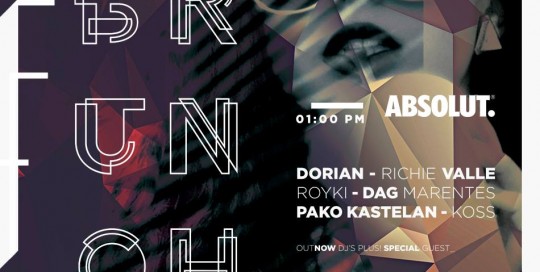 BR
UN
CH
01:00 PM
ABSOLUT.
DORIAN - RICHIE VALLE
ROYKI - DAG MARENTES
PAKO KASTELAN - KOSS
OUTNOW DJ'S PLUS! SPECIAL GUEST_